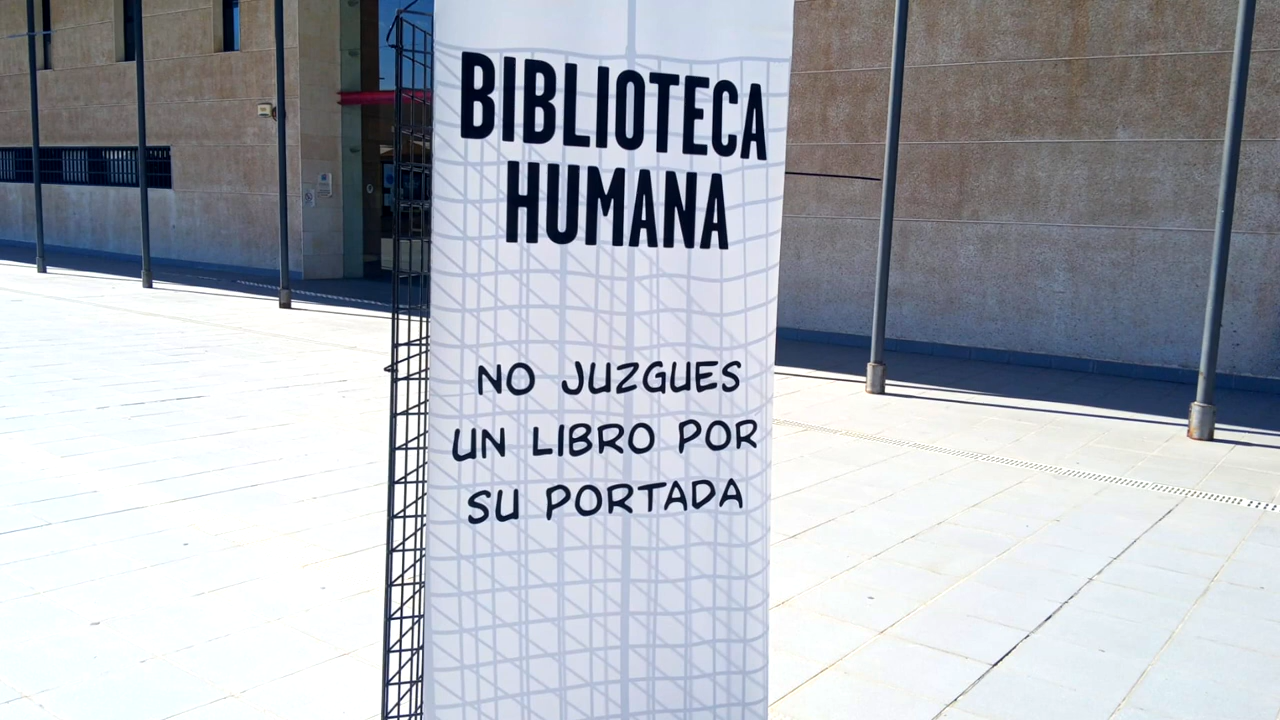 BIBLIOTECA
HUMANA
NO JUZGUES
UN LIBRO POR
SU PORTADA